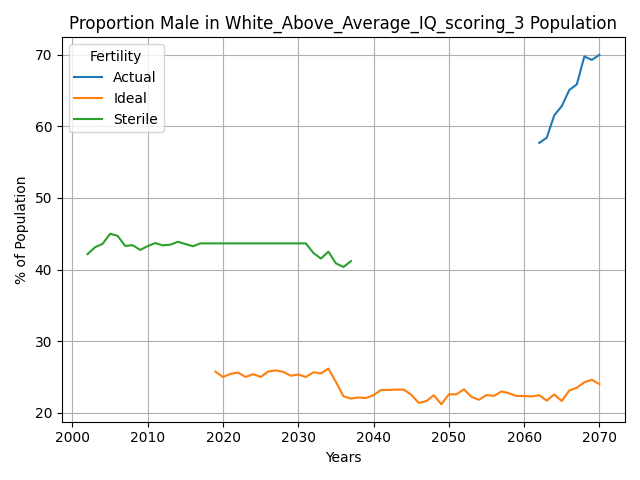 Proportion Male in White_Above_Average_IQ_scoring_3 Population
Fertility
Actual
Ideal
Sterile
% of Population
70
60
50
40
30
20
2000 2010 2020 2030 2040 2050 2060 2070
Years